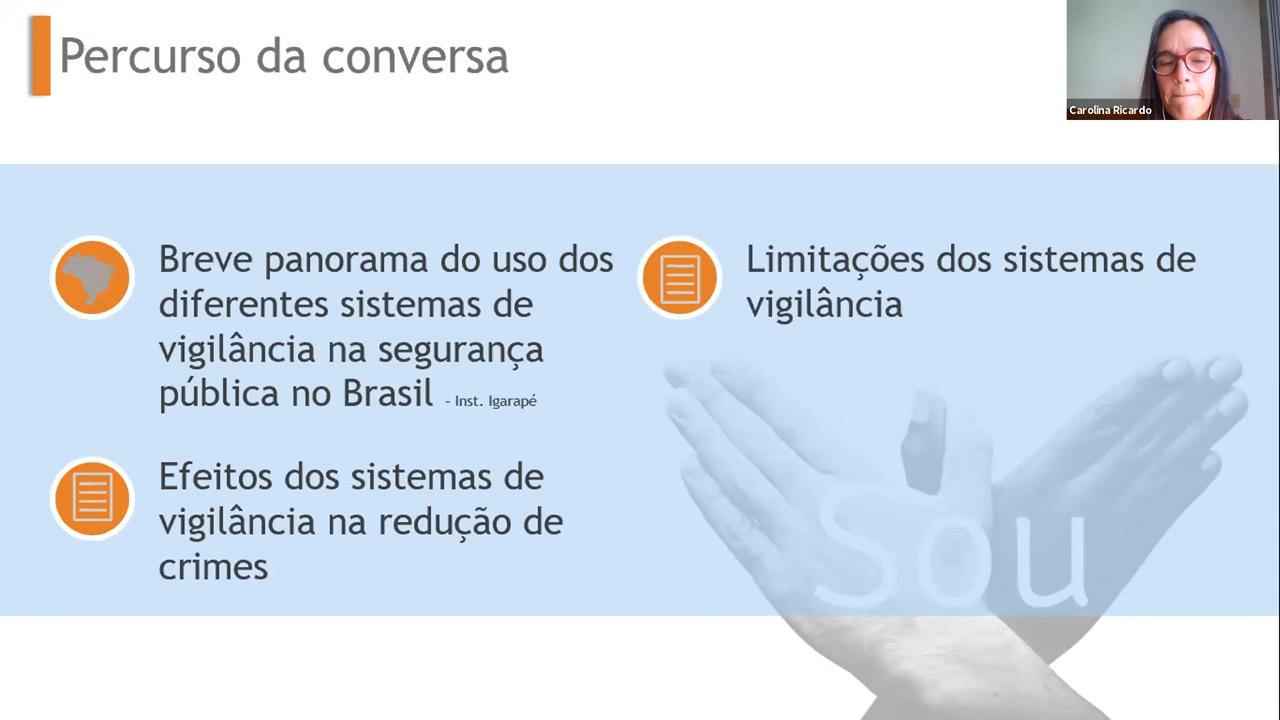 Percurso da conversa
Carolina Ricardo
Breve panorama do uso dos
diferentes sistemas de
vigilância na segurança
pública no Brasil - Inst. Igarapé
Efeitos dos sistemas de
vigilância na redução de
crimes
Limitações dos sistemas de
vigilância
Sou